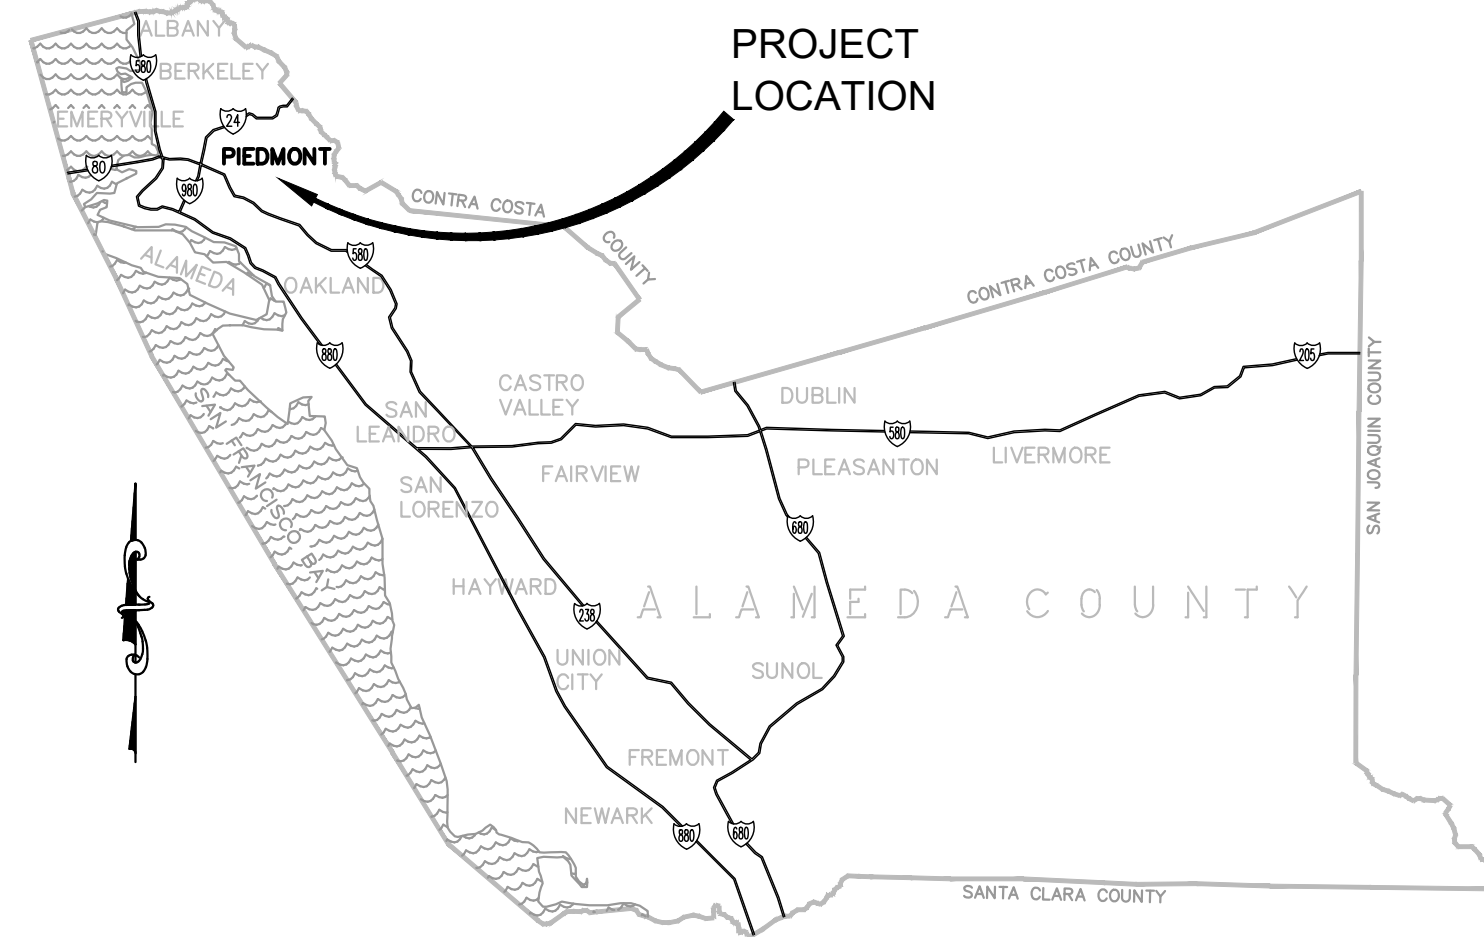 PROJECT
LOCATION
ALBANY
580
BERKELEY
EMERYVILLE
24
PIEDMONT
80
980
CONTRA COSTA
COUNTY
580
ALAMEDA
OAKLAND
CONTRA COSTA COUNTY
880
205
SAN JOAQUIN COUNTY
CASTRO
VALLEY
DUBLIN
SAN
LEANDRO
580
SAN FRANCISCO BAY
FAIRVIEW
PLEASANTON
LIVERMORE
SAN
LORENZO
680
HAYWARD
238
ALAMEDA COUNTY
UNION
CITY
SUNOL
FREMONT
NEWARK
880
680
SANTA CLARA COUNTY